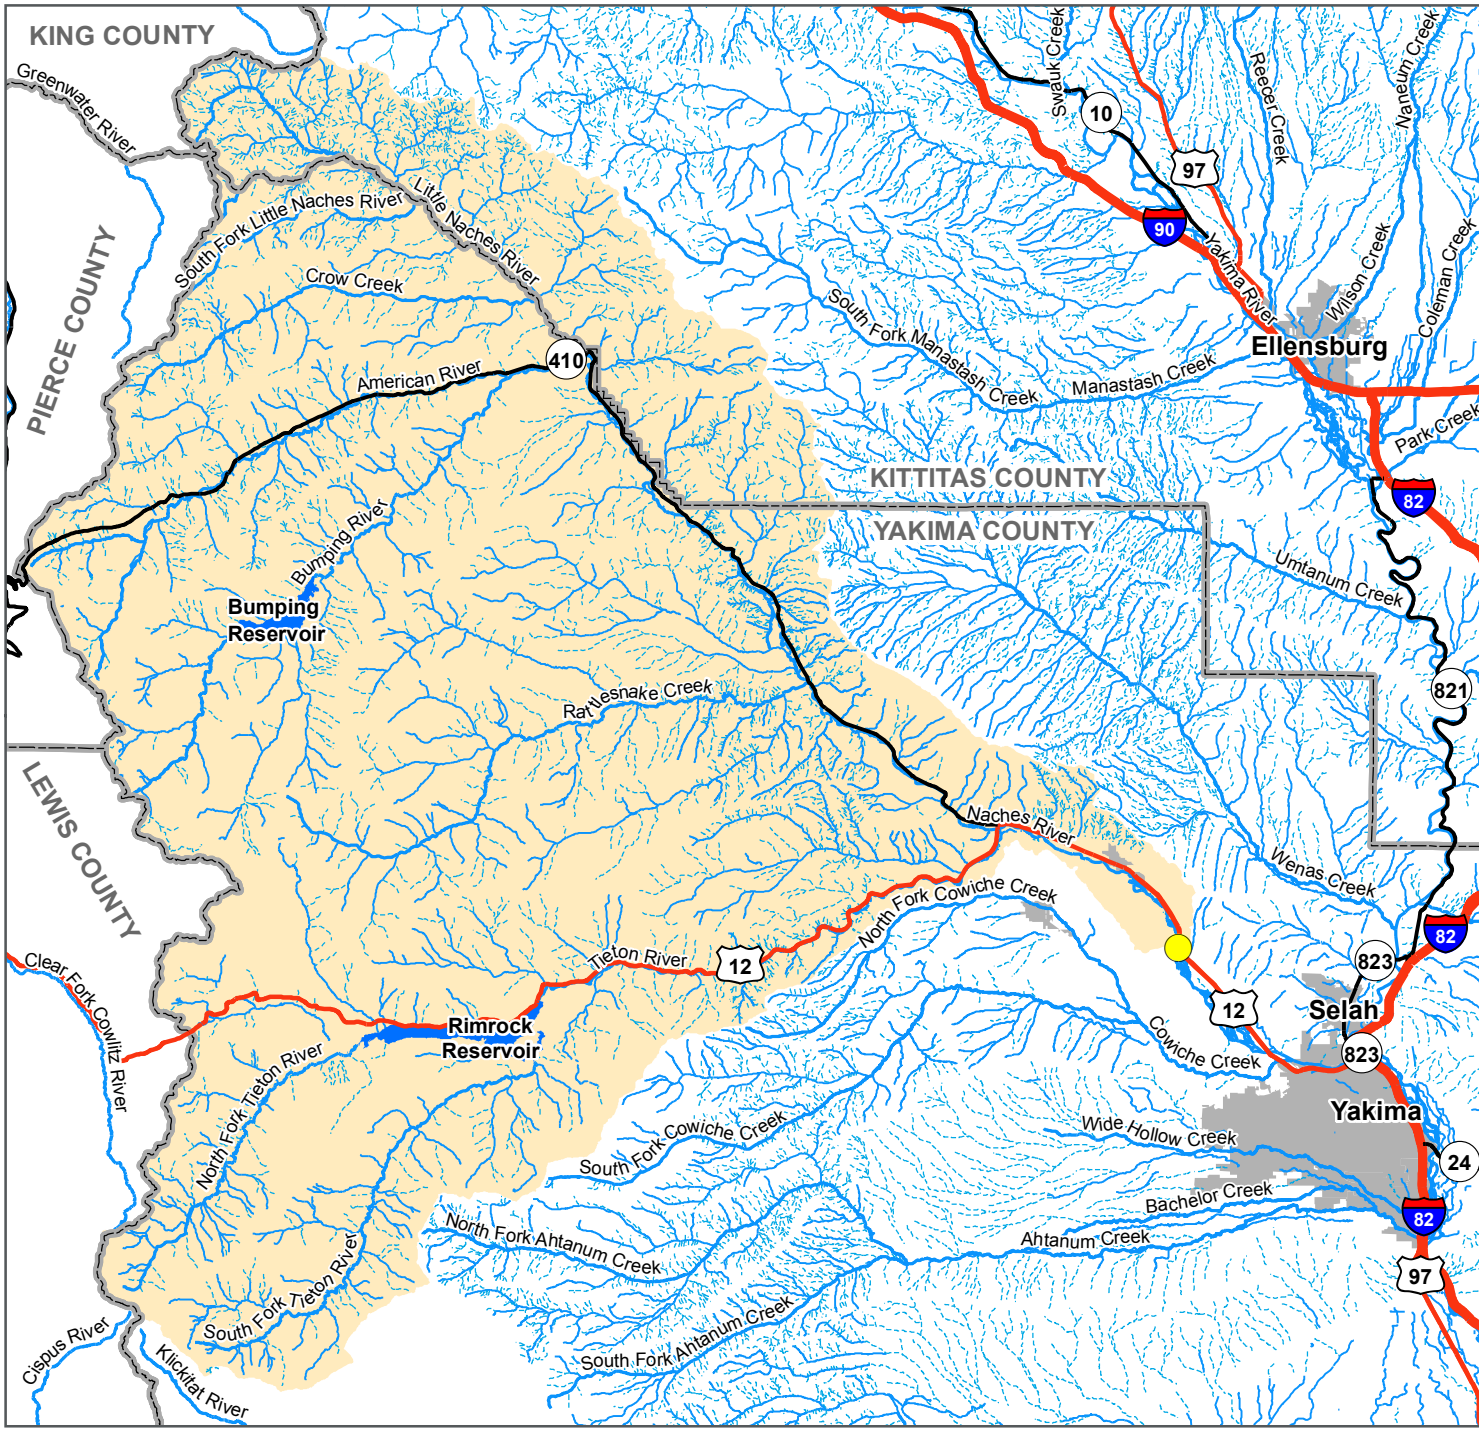 KING COUNTY
Greenwater River
PIERCE COUNTY
South Fork Little Naches River
Little Naches River
Crow Creek
American River
410
Bumping River
Bumping
Reservoir
Rattlesnake Creek
LEWIS COUNTY
Clear Fork Cowlitz River
Swauk Creek
10
97
Reecer Creek
Naneum Creek
90
Yakima River
Wilson Creek
Coleman Creek
Ellensburg
South Fork Manastash Creek
Manastash Creek
Park Creek
KITTITAS COUNTY
YAKIMA COUNTY
82
Umtanum Creek
821
Naches River
Wenas Creek
North Fork Cowiche Creek
Tieton River
12
82
823
12
Selah
823
Rimrock
Reservoir
North Fork Tieton River
Cowiche Creek
Yakima
South Fork Cowiche Creek
Wide Hollow Creek
24
Bachelor Creek
82
North Fork Ahtanum Creek
Ahtanum Creek
97
South Fork Tieton River
South Fork Ahtanum Creek
Cispus River
Klickitat River